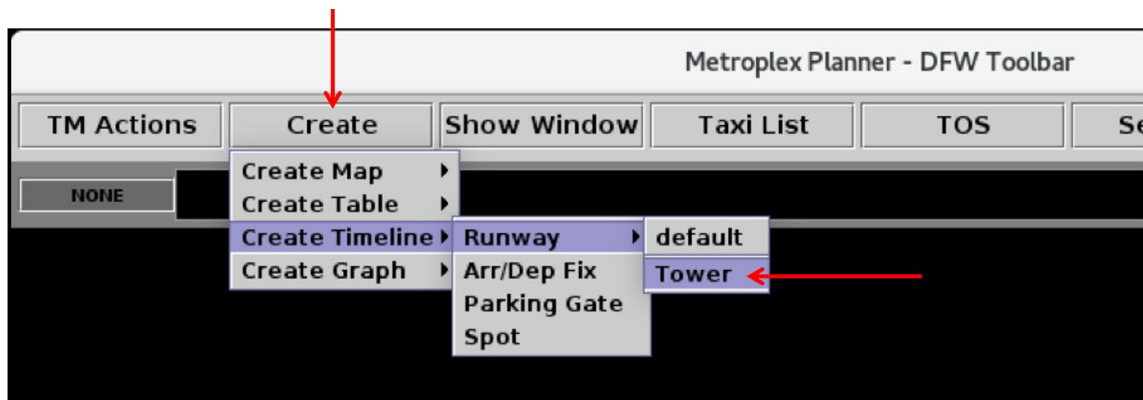 Metroplex Planner - DFW Toolbar
TM Actions Create Show Window Taxi List TOS
NONE
Create Map
Create Table
Create Timeline Runway default
Create Graph Arr/Dep Fix Tower
Parking Gate
Spot